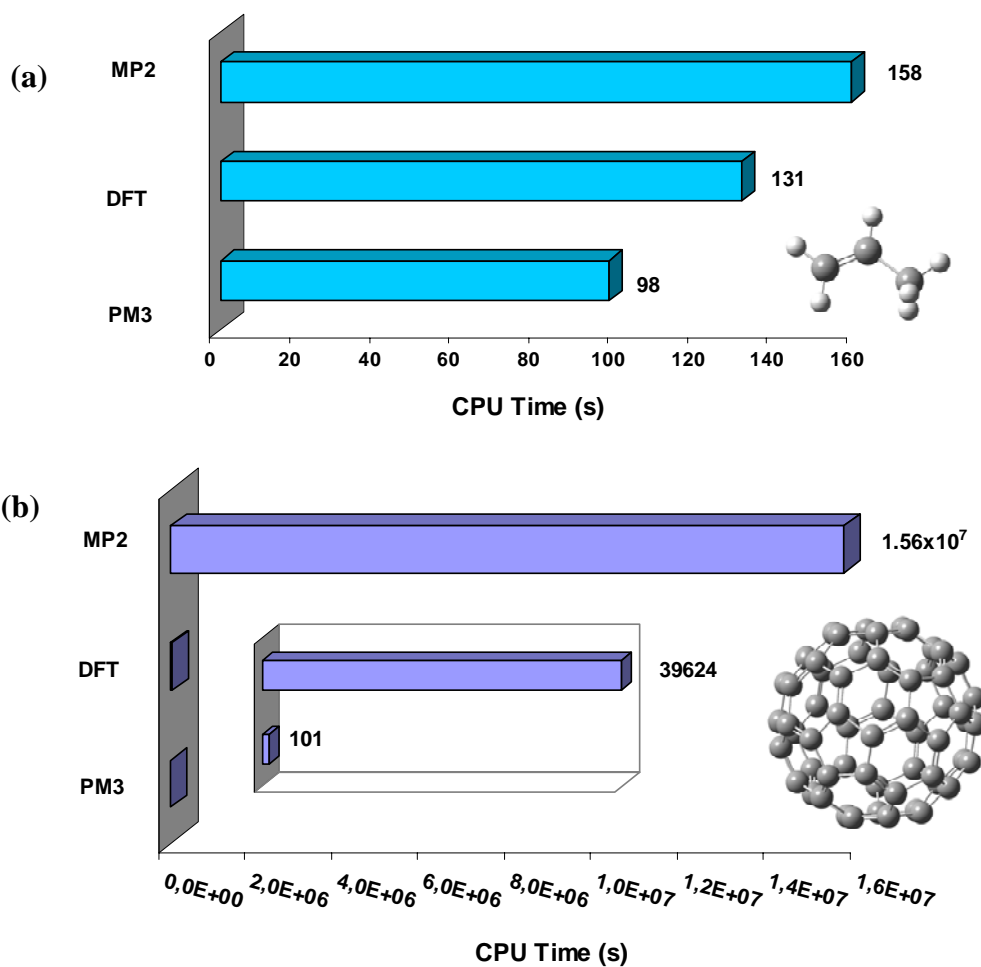 (a)
MP2
158
DFT
131
PM3
98
0 20 40 60 80 100 120 140 160
CPU Time (s)
(b)
MP2
1.56x10⁷
DFT
39624
101
PM3
0,0E+00 2,0E+06 4,0E+06 6,0E+06 8,0E+06 1,0E+07 1,2E+07 1,4E+07 1,6E+07
CPU Time (s)